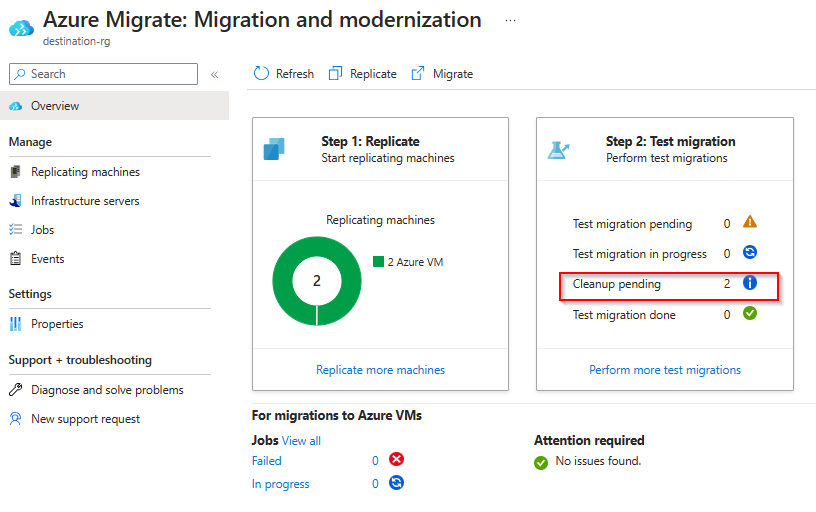 Azure Migrate: Migration and modernization ...
destination-rg
Search «
Overview
Manage
Replicating machines
Infrastructure servers
Jobs
Events
Settings
Properties
Support + troubleshooting
Diagnose and solve problems
New support request
Refresh Replicate Migrate
Step 1: Replicate
Start replicating machines
Replicating machines
2
2 Azure VM
Replicate more machines
Step 2: Test migration
Perform test migrations
Test migration pending 0
Test migration in progress 0
Cleanup pending 2
Test migration done 0
Perform more test migrations
For migrations to Azure VMs
Jobs View all
Failed 0
In progress 0
Attention required
No issues found.